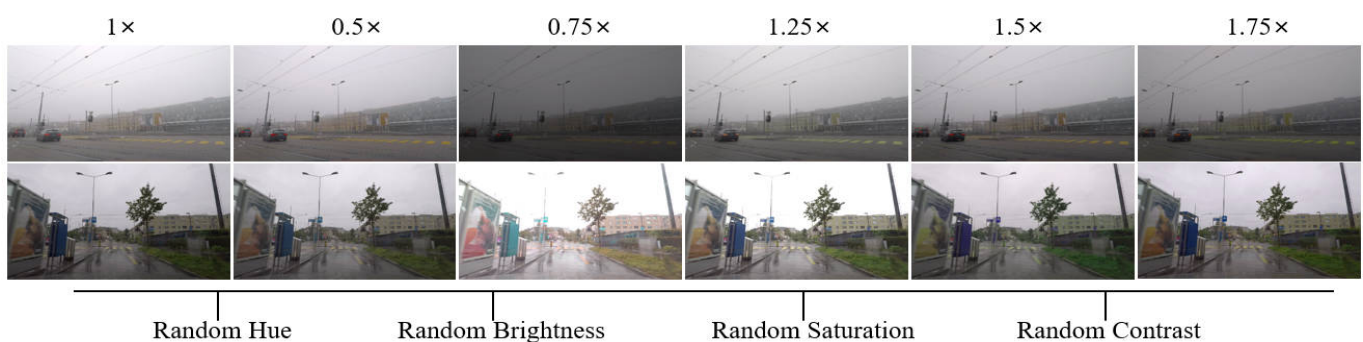 1× 0.5× 0.75× 1.25× 1.5× 1.75×
Random Hue Random Brightness Random Saturation Random Contrast